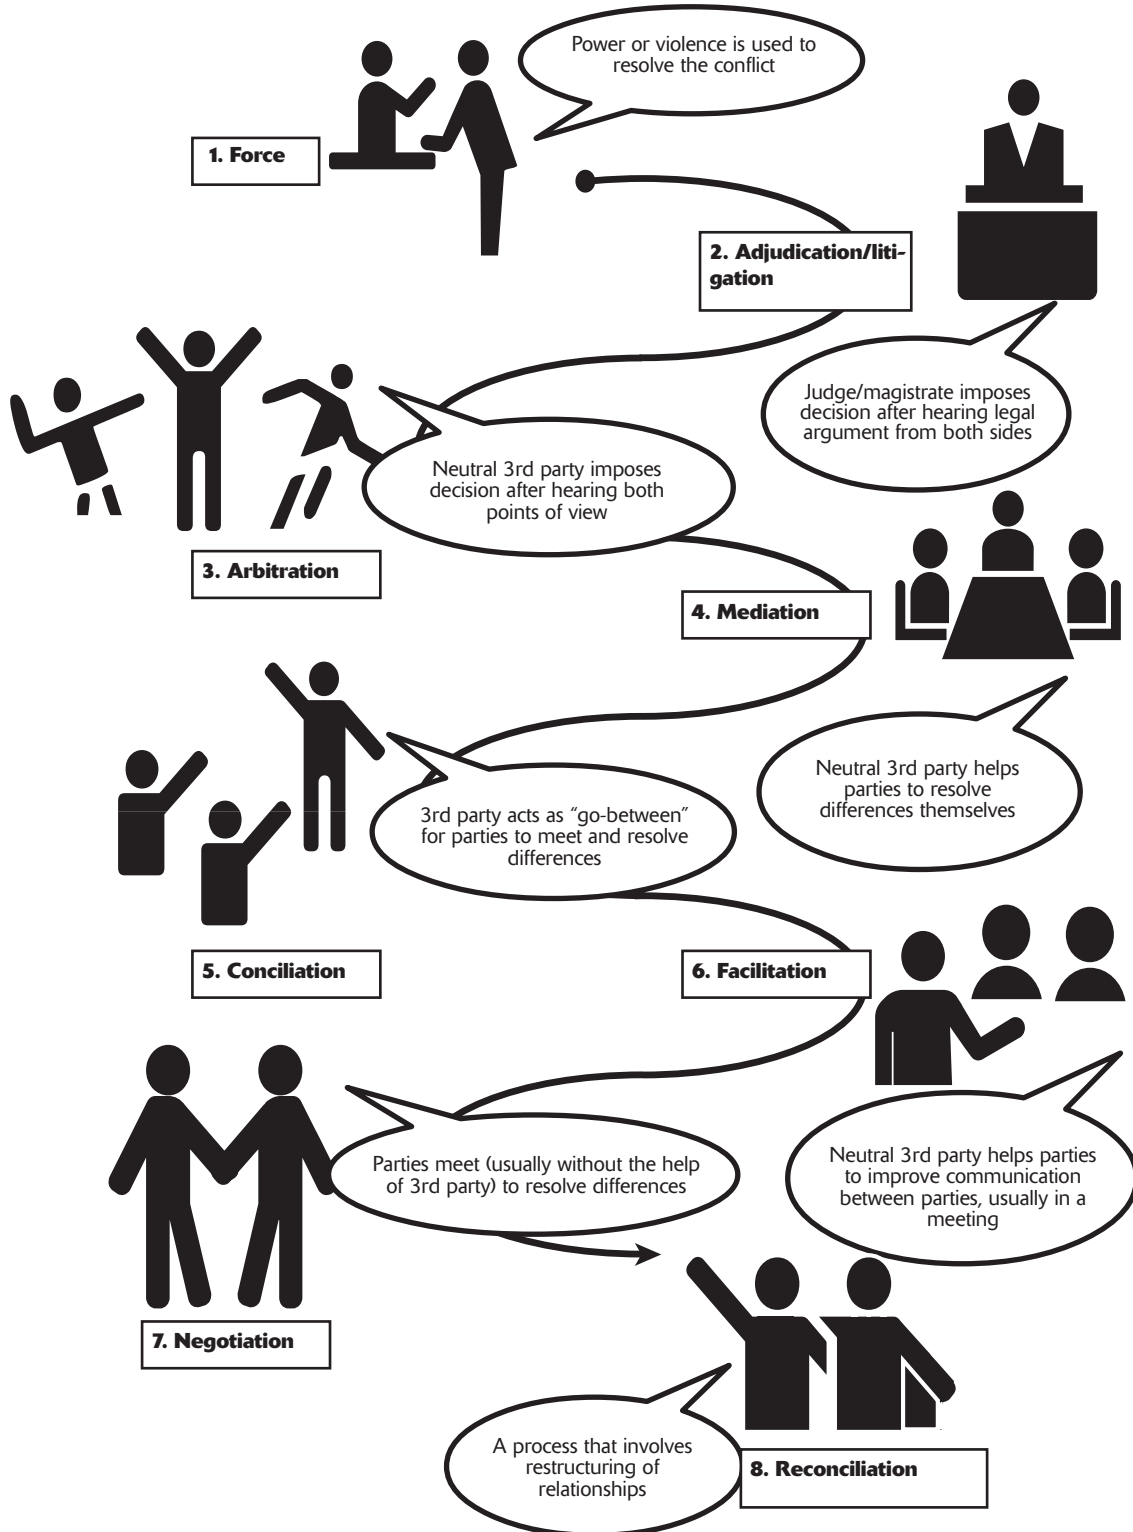 Power or violence is used to
resolve the conflict
1. Force
2. Adjudication/liti-
gation
Judge/magistrate imposes
decision after hearing legal
argument from both sides
Neutral 3rd party imposes
decision after hearing both
points of view
3. Arbitration
4. Mediation
Neutral 3rd party helps
parties to resolve
differences themselves
3rd party acts as “go-between”
for parties to meet and resolve
differences
5. Conciliation
6. Facilitation
Neutral 3rd party helps parties
to improve communication
between parties, usually in a
meeting
Parties meet (usually without the help
of 3rd party) to resolve differences
7. Negotiation
A process that involves
restructuring of
relationships
8. Reconciliation